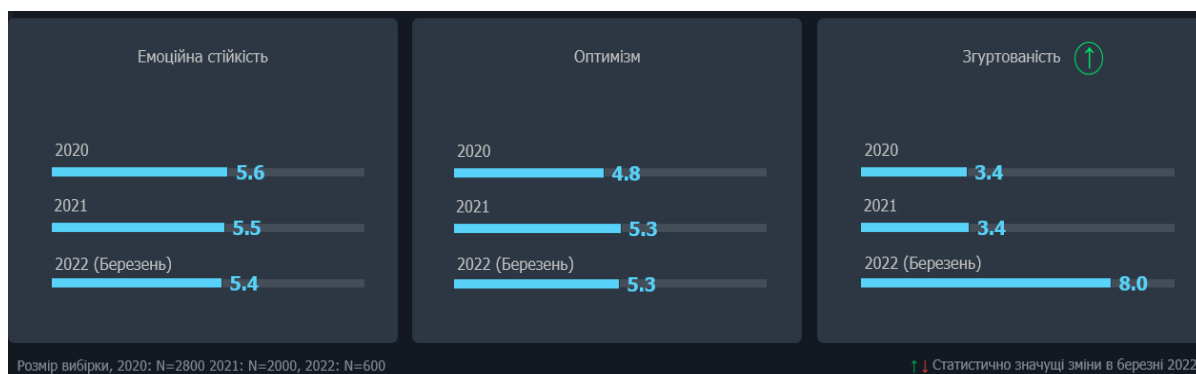 Емоційна стійкість
2020
5.6
2021
5.5
2022 (Березень)
5.4
Оптимізм
2020
4.8
2021
5.3
2022 (Березень)
5.3
Згуртованість ↑
2020
3.4
2021
3.4
2022 (Березень)
8.0
Розмір вибірки, 2020: N=2800 2021: N=2000, 2022: N=600
↑↓ Статистично значущі зміни в березні 2022